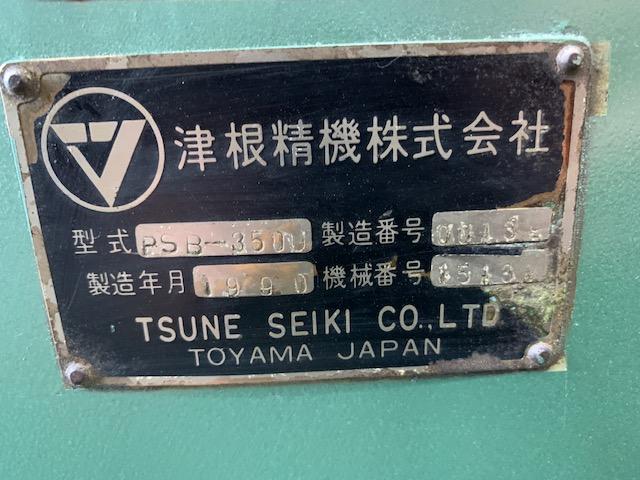 津根精機株式会社
型式 PSB-350U 製造番号
製造年月 1990 機械番号
TSUNE SEIKI CO.,LTD
TOYAMA JAPAN